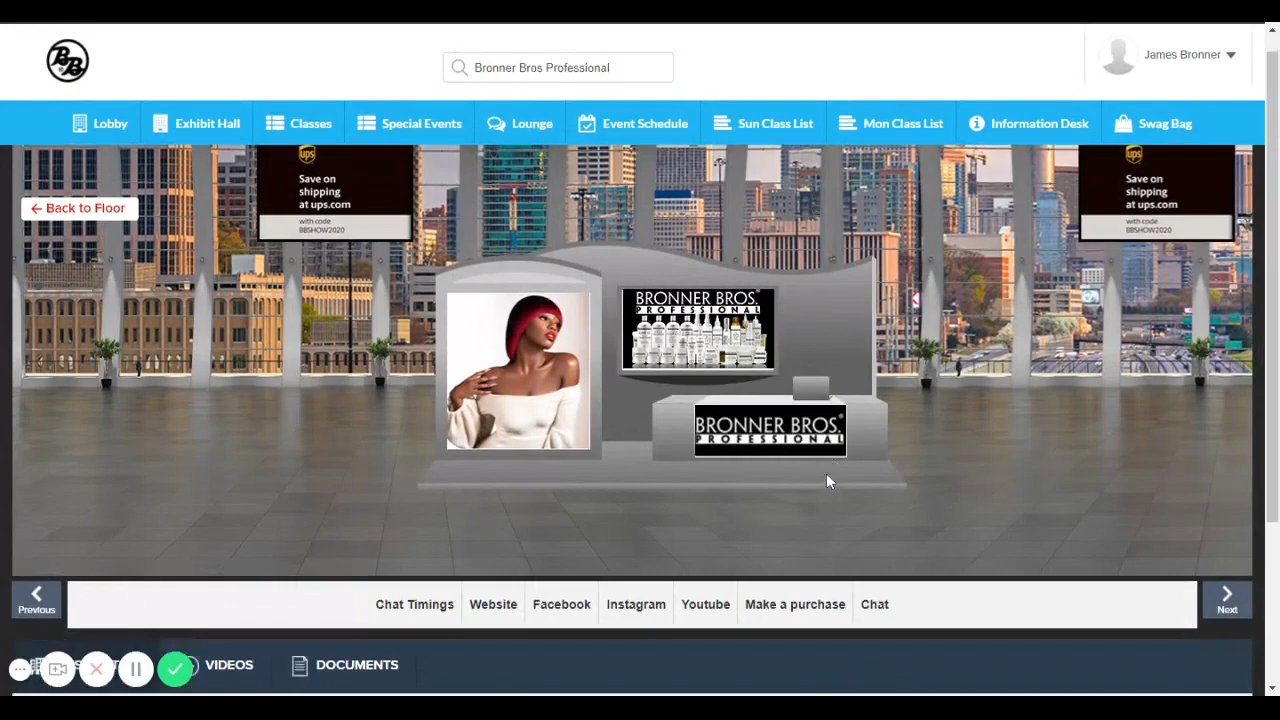 BB
Bronner Bros Professional
James Bronner
Lobby
Exhibit Hall
Classes
Special Events
Lounge
Event Schedule
Sun Class List
Mon Class List
Information Desk
Swag Bag
ups
Save on
shipping
at ups.com
with code
BBSHOW2020
ups
Save on
shipping
at ups.com
with code
BBSHOW2020
← Back to Floor
BRONNER BROS.®
PROFESSIONAL
BRONNER BROS.®
PROFESSIONAL
Previous
Chat Timings
Website
Facebook
Instagram
Youtube
Make a purchase
Chat
Next
VIDEOS
DOCUMENTS